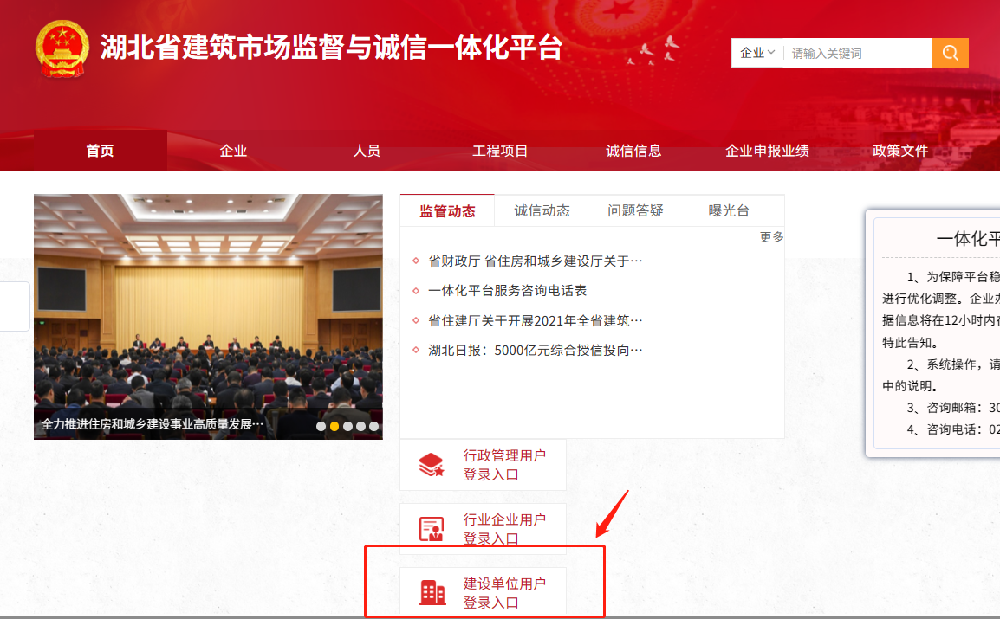 湖北省建筑市场监督与诚信一体化平台
企业
请输入关键词
首页
企业
人员
工程项目
诚信信息
企业申报业绩
政策文件
全力推进住房和城乡建设事业高质量发展…
监管动态
诚信动态
问题答疑
曝光台
更多
省财政厅 省住房和城乡建设厅关于…
一体化平台服务咨询电话表
省住建厅关于开展2021年全省建筑…
湖北日报：5000亿元综合授信投向…
行政管理用户
登录入口
行业企业用户
登录入口
建设单位用户
登录入口
一体化平
1、为保障平台稳
进行优化调整。企业办
据信息将在12小时内在
特此告知。
2、系统操作，请
中的说明。
3、咨询邮箱：30
4、咨询电话：02